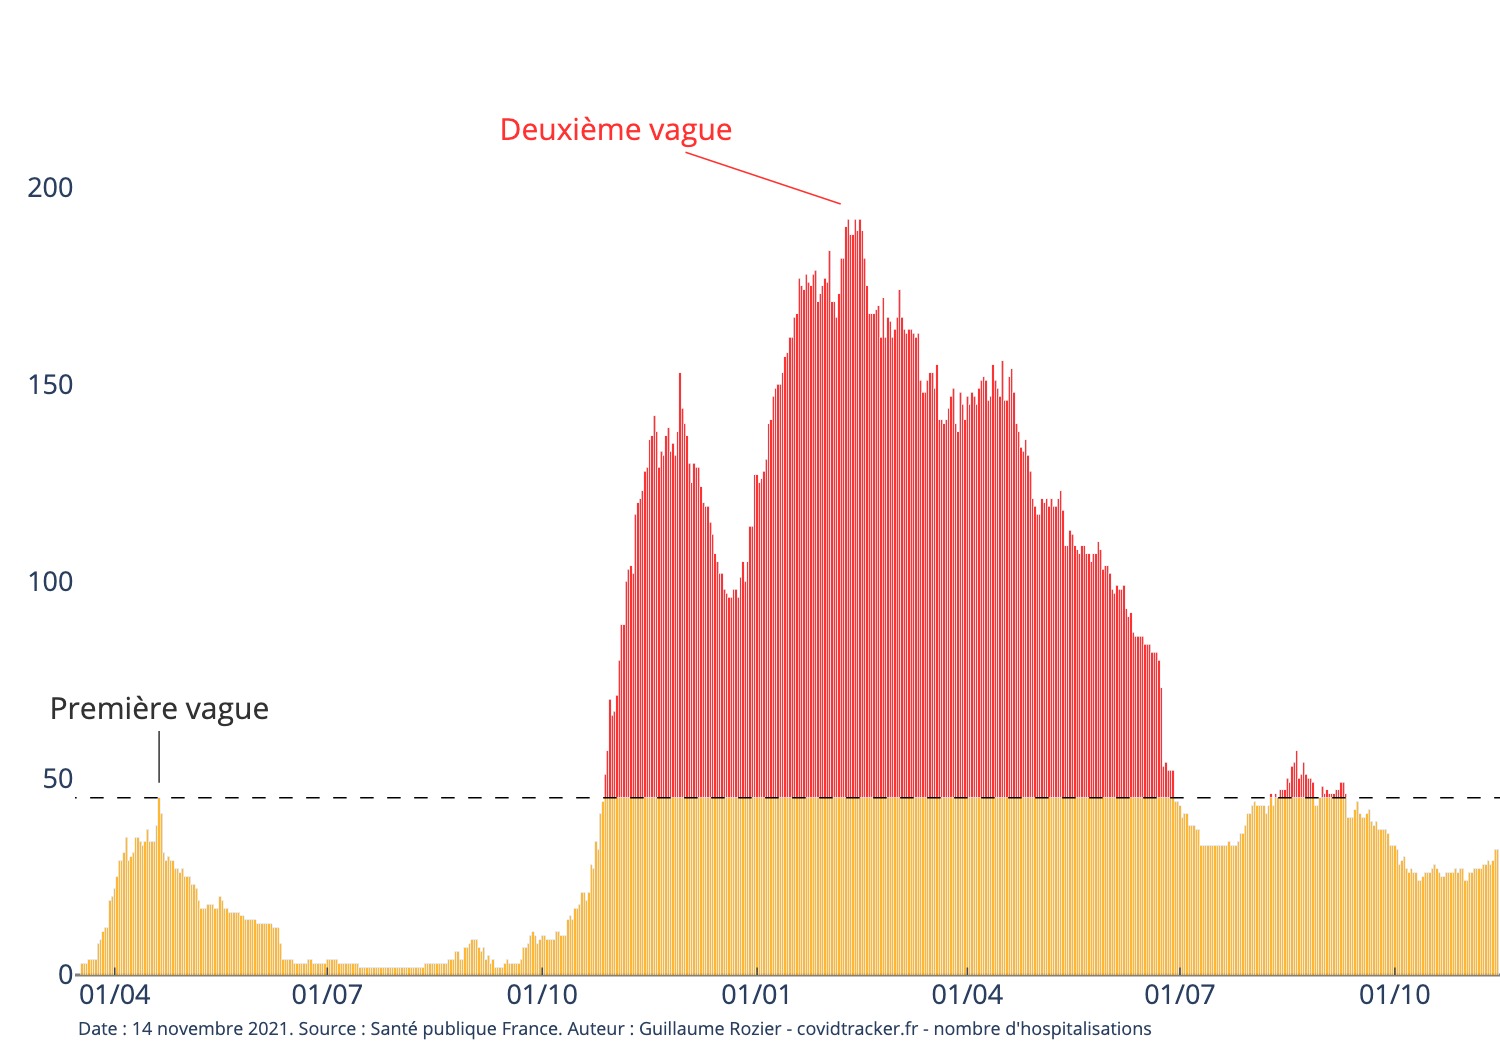 Deuxième vague
200
150
100
Première vague
50
0
01/04 01/07 01/10 01/01 01/04 01/07 01/10
Date : 14 novembre 2021. Source : Santé publique France. Auteur : Guillaume Rozier - covidtracker.fr - nombre d'hospitalisations